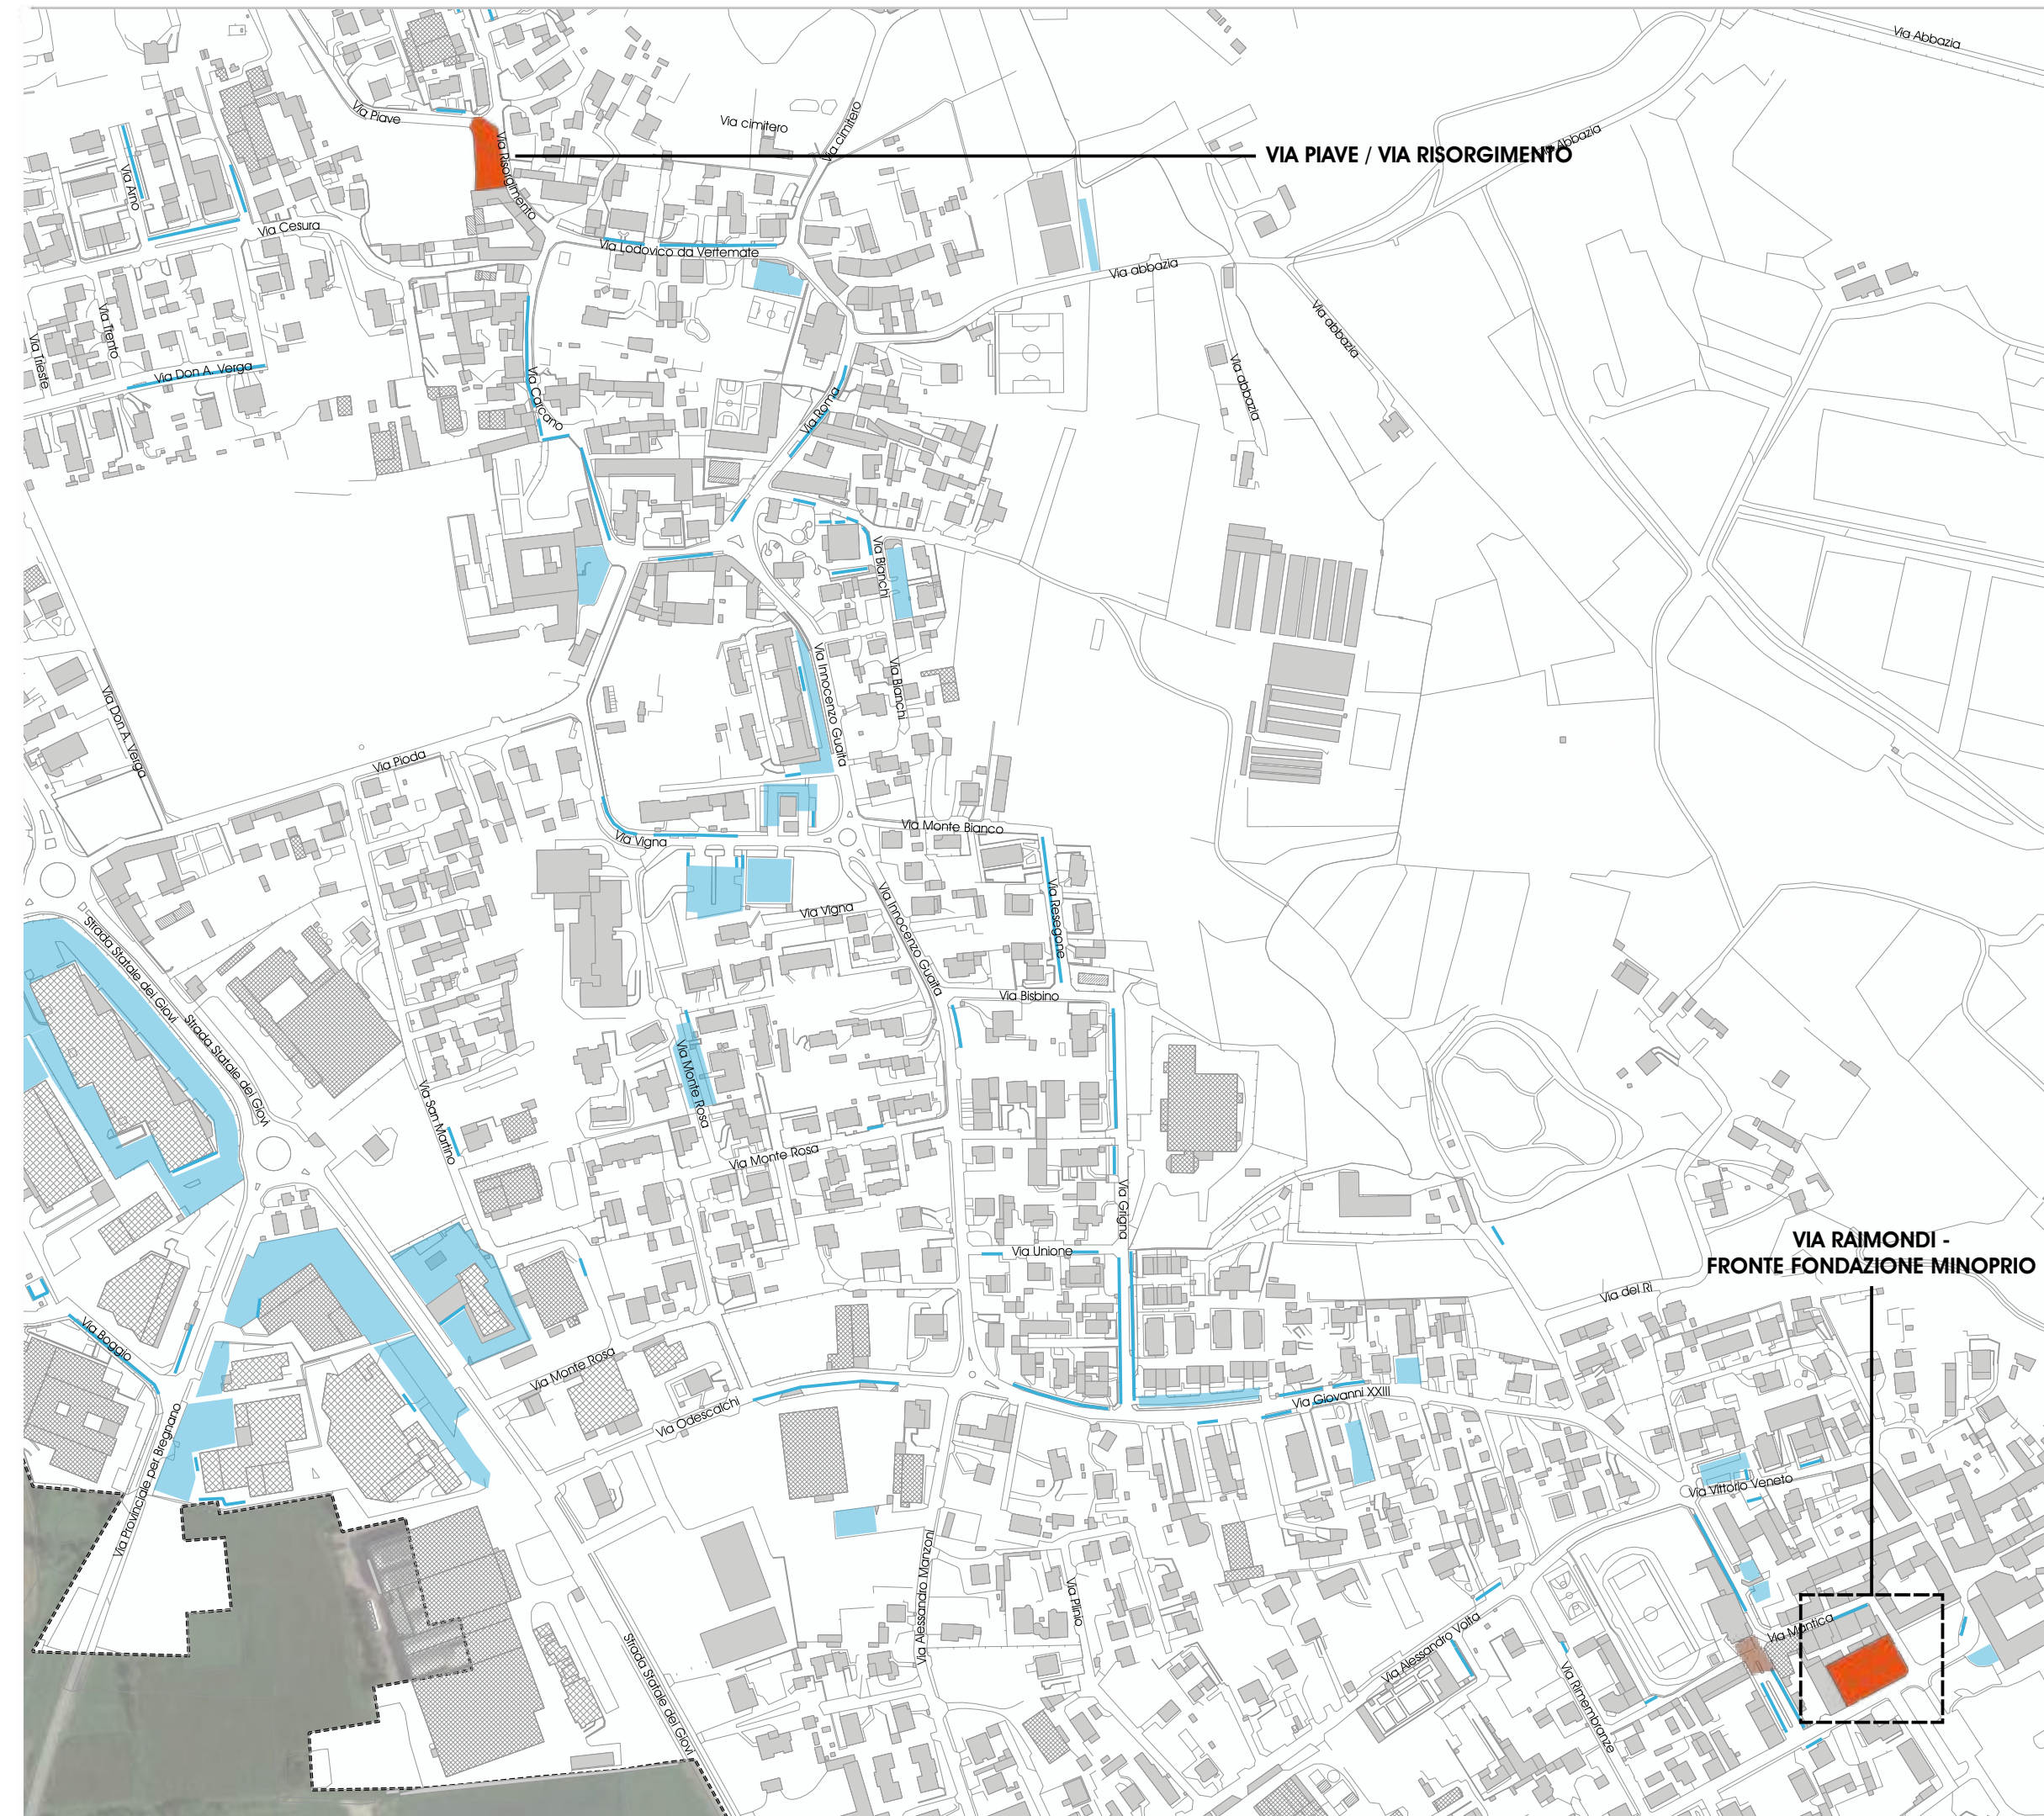 Via Abbazia
Via Piave
Via cimitero
Via cimitero
Via Abbazia
VIA PIAVE / VIA RISORGIMENTO
Via Risorgimento
Via Arno
Via Cesura
Via Lodovico da Vertemate
Via abbazia
Via abbazia
Via abbazia
Via Trento
Via Trieste
Via Don A. Verga
Via Carcano
Via Roma
Via Bianchi
Via Bianchi
Via Innocenzo Guaita
Via Don A. Verga
Via Pioda
Via Vigna
Via Monte Bianco
Via Vigna
Via Innocenzo Guaita
Via Resegone
Via Bisbino
Strada Statale dei Giovi
Strada Statale dei Giovi
Via San Martino
Via Monte Rosa
Via Monte Rosa
Via Grigna
Via Unione
VIA RAIMONDI -
FRONTE FONDAZIONE MINOPRIO
Via del Ri
Via Boggio
Via Monte Rosa
Via Odescalchi
Via Giovanni XXIII
Via Provinciale per Bregnano
Via Vittorio Veneto
Via Alessandro Manzoni
Via Plinio
Via Alessandro Volta
Via Mantica
Via Rimembranze
Strada Statale dei Giovi